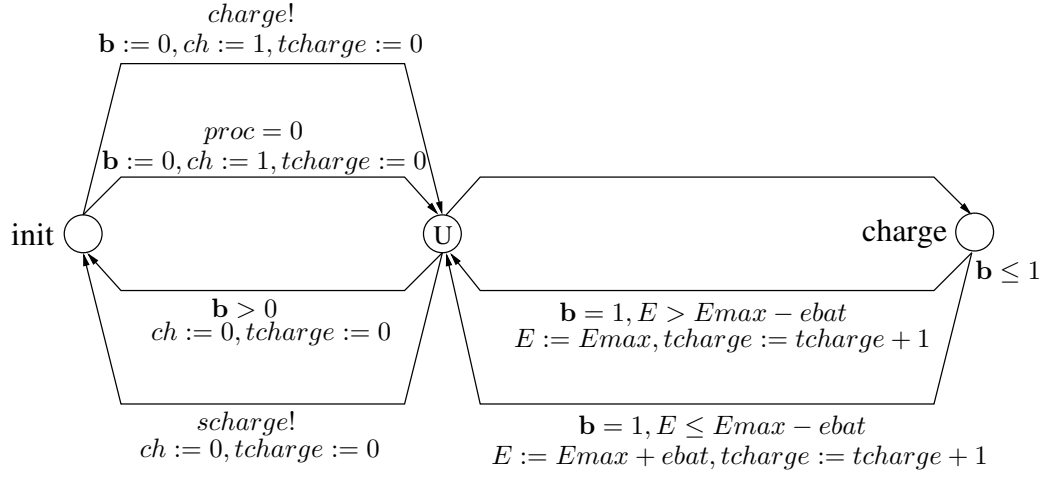 charge!
b := 0, ch := 1, tcharge := 0
proc = 0
b := 0, ch := 1, tcharge := 0
init
U
charge
b ≤ 1
b > 0
ch := 0, tcharge := 0
b = 1, E > Emax − ebat
E := Emax, tcharge := tcharge + 1
scharge!
ch := 0, tcharge := 0
b = 1, E ≤ Emax − ebat
E := Emax + ebat, tcharge := tcharge + 1